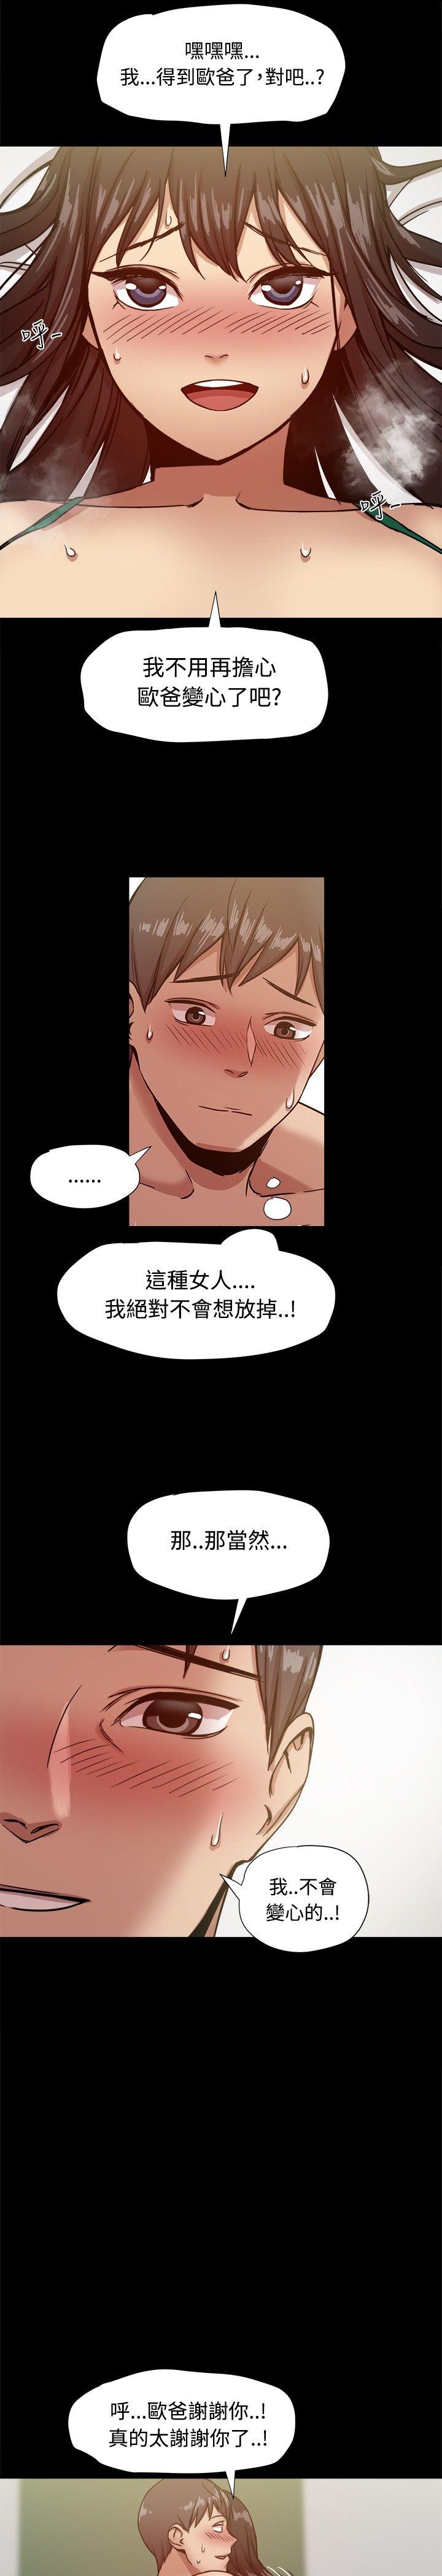 嘿嘿嘿...
我...得到歐爸了,對吧..?
呼~
呼~
我不用再擔心
歐爸變心了吧?
......
這種女人....
我絕對不會想放掉..!
那..那當然...
我..不會
變心的..!
呼...歐爸謝謝你..!
真的太謝謝你了..!